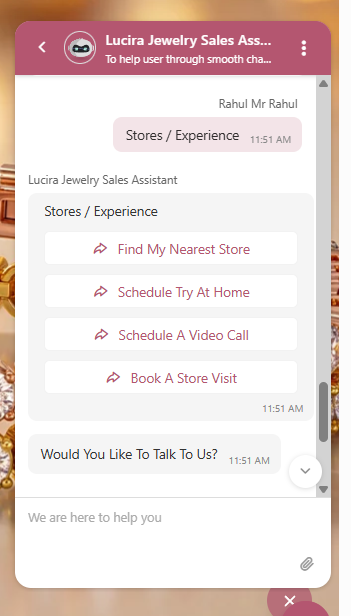 Lucira Jewelry Sales Ass...
To help user through smooth cha...
Rahul Mr Rahul
Stores / Experience 11:51 AM
Lucira Jewelry Sales Assistant
Stores / Experience
Find My Nearest Store
Schedule Try At Home
Schedule A Video Call
Book A Store Visit
11:51 AM
Would You Like To Talk To Us? 11:51 AM
We are here to help you